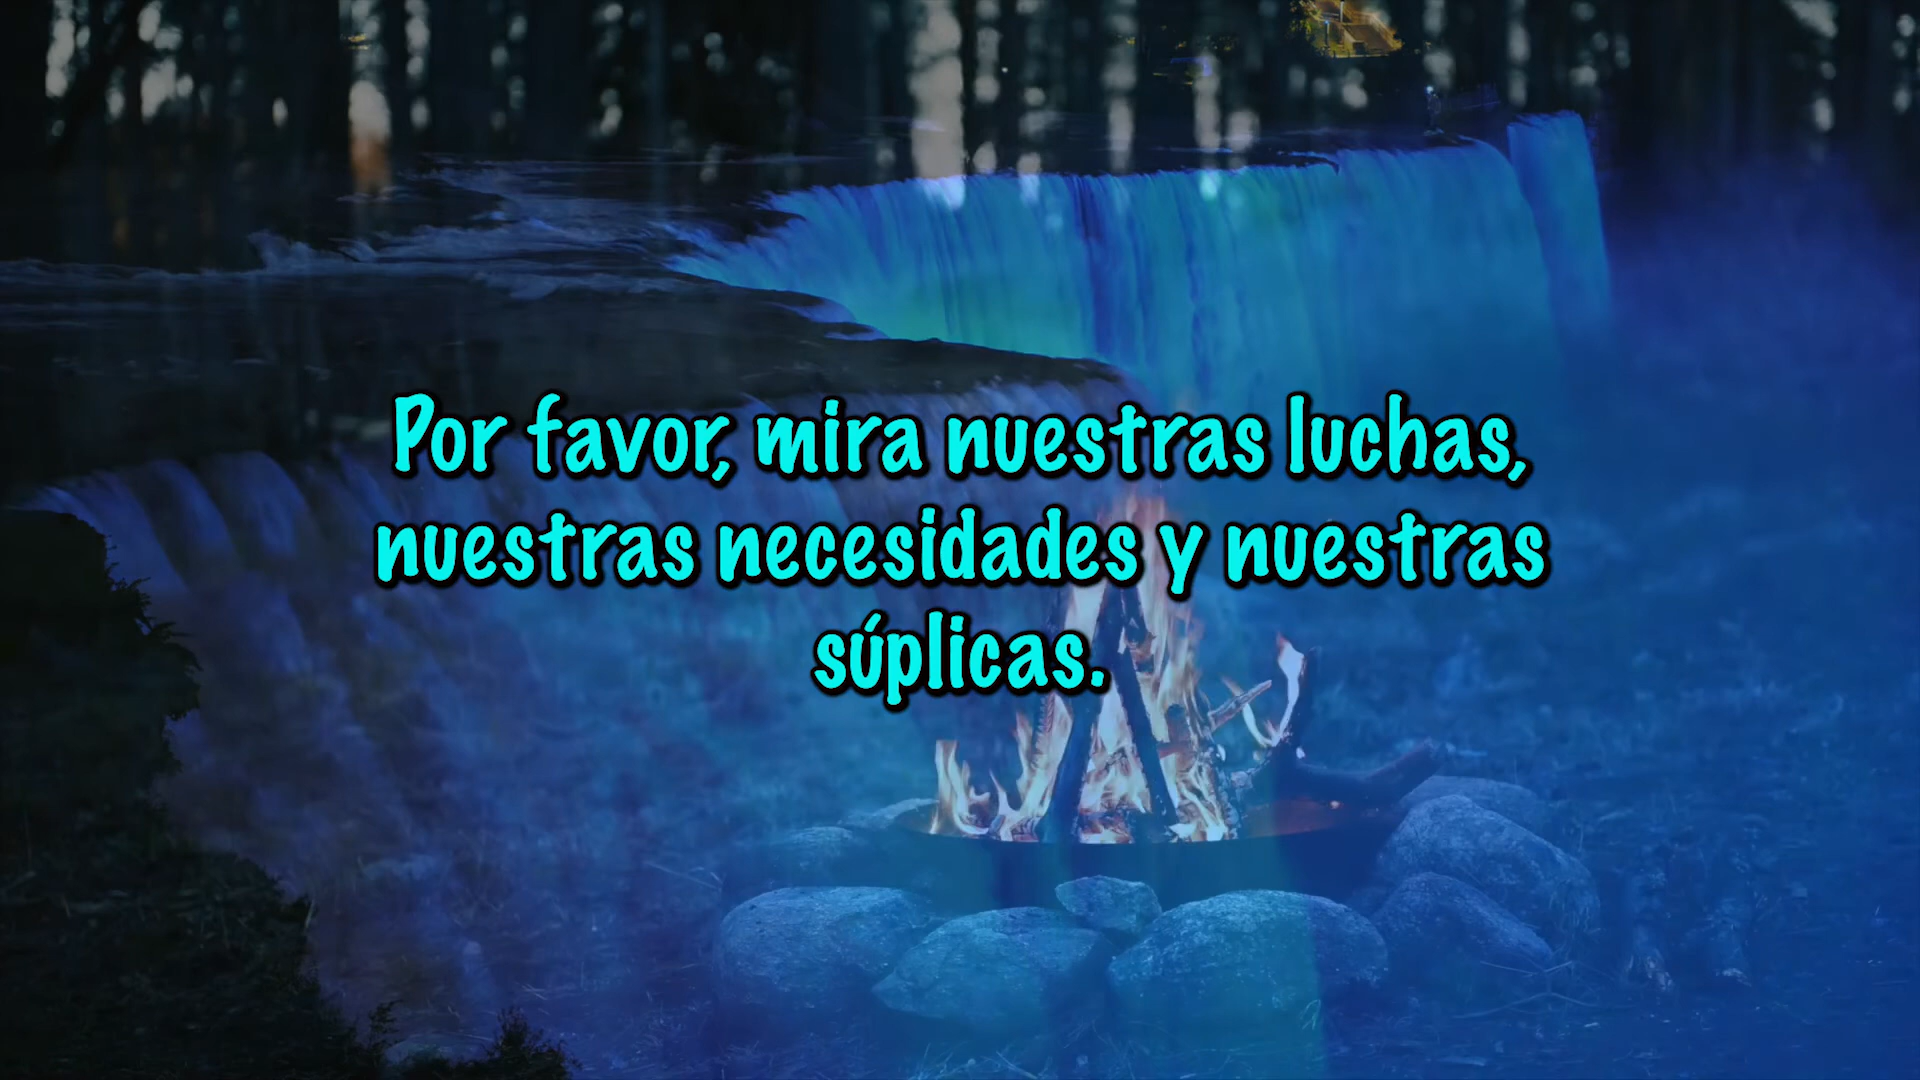 Por favor, mira nuestras luchas,
nuestras necesidades y nuestras
súplicas.